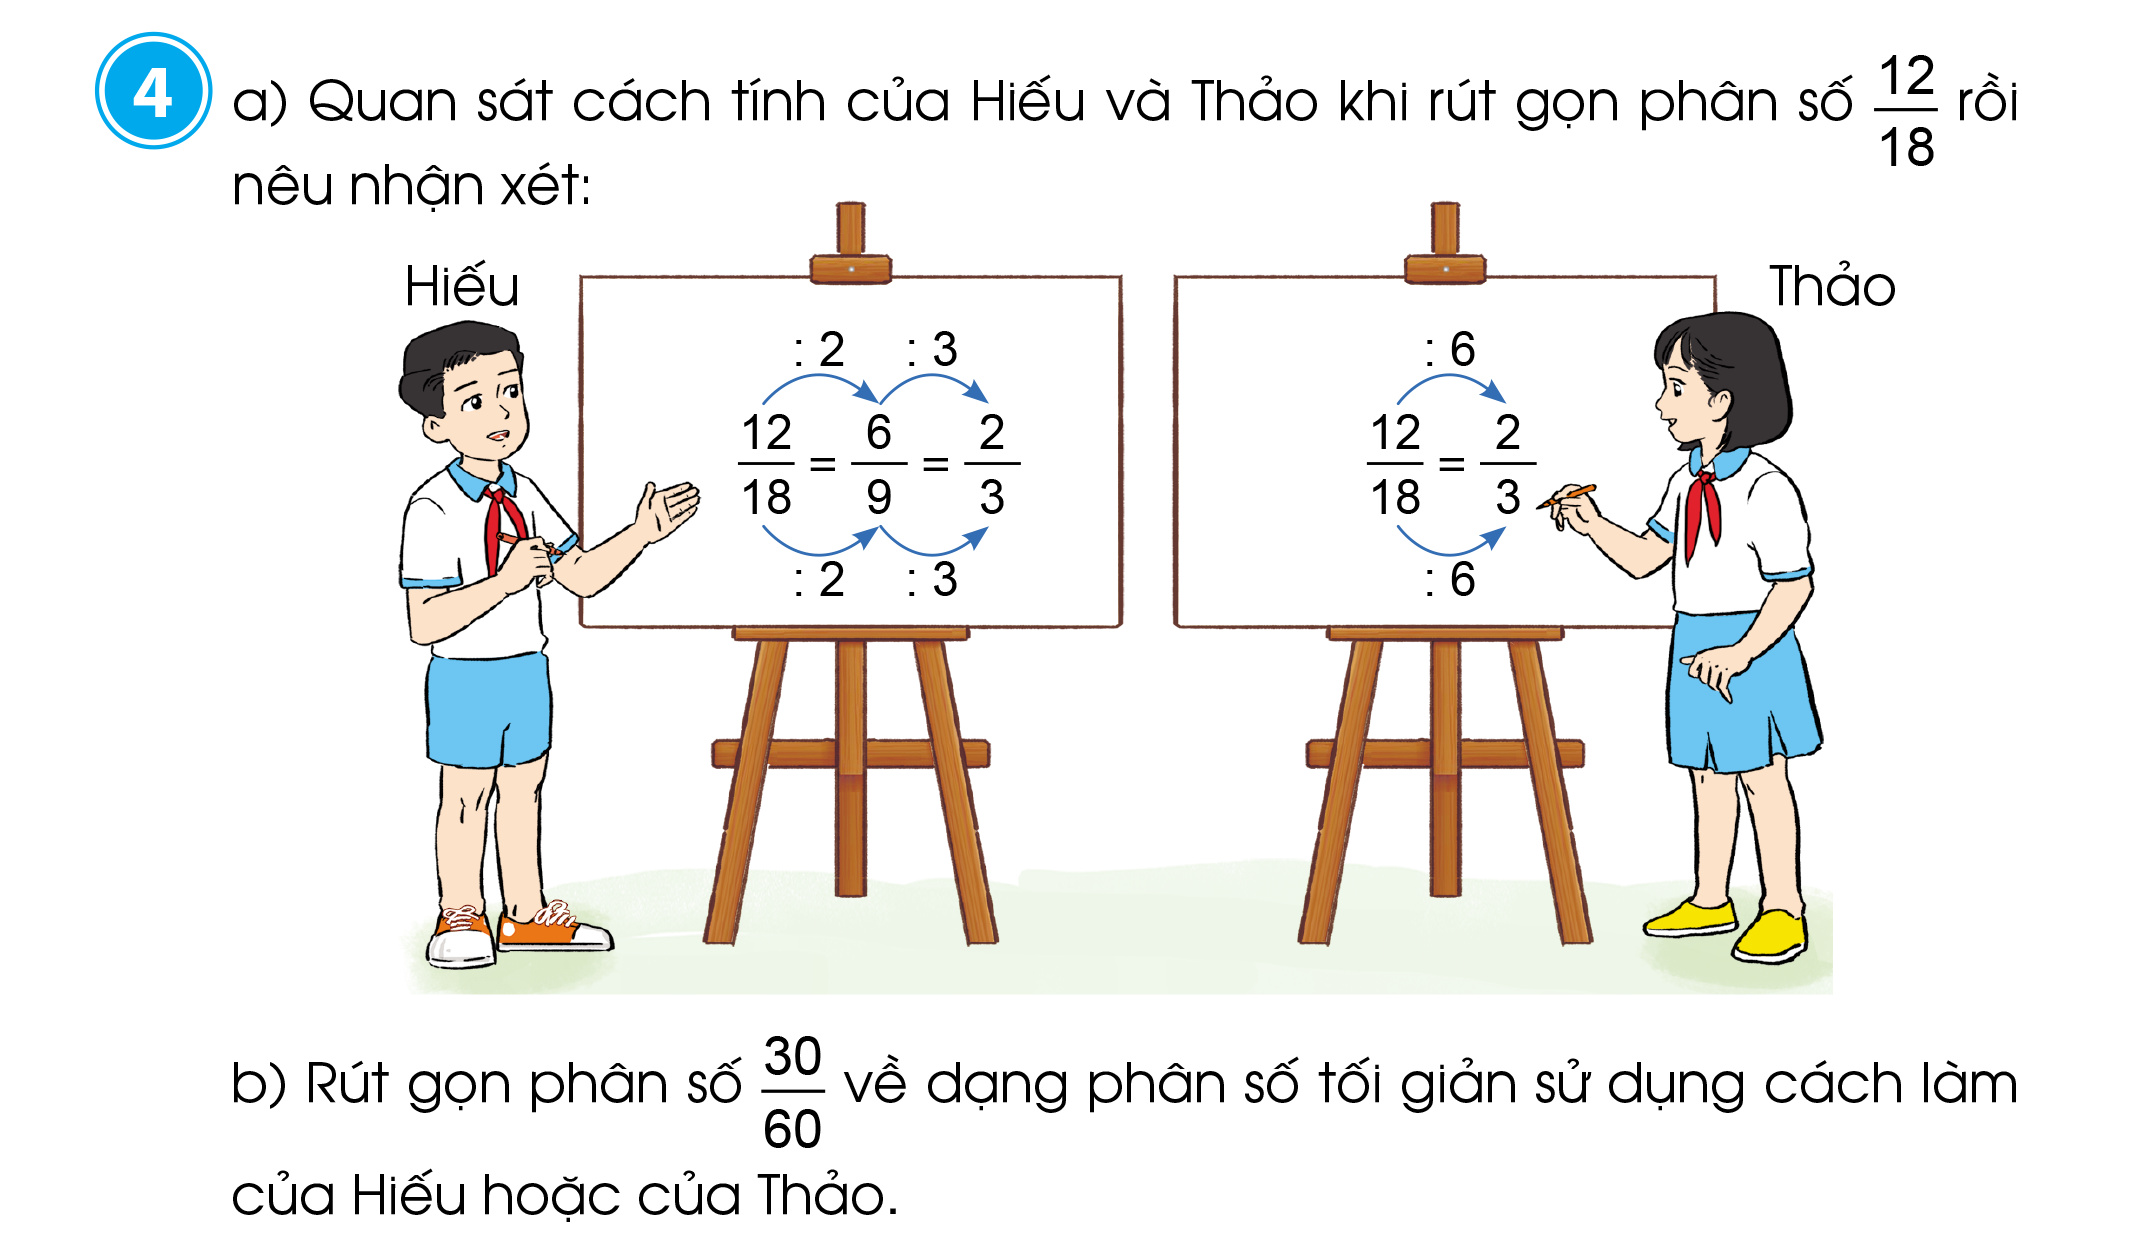 4
a) Quan sát cách tính của Hiếu và Thảo khi rút gọn phân số 12/18 rồi
nêu nhận xét:
Hiếu
Thảo
: 2 : 3
12/18 = 6/9 = 2/3
: 2 : 3
: 6
12/18 = 2/3
: 6
b) Rút gọn phân số 30/60 về dạng phân số tối giản sử dụng cách làm
của Hiếu hoặc của Thảo.